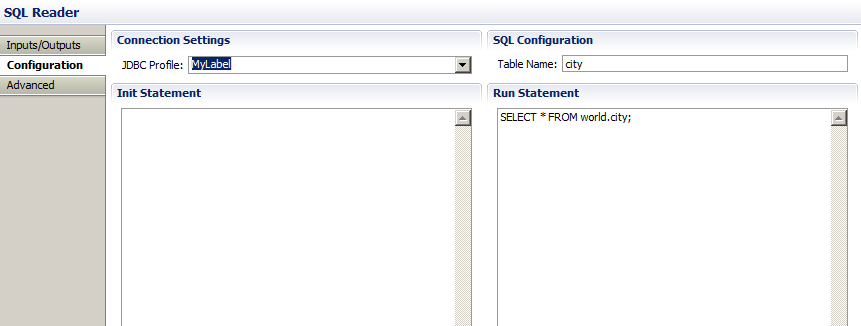 SQL Reader
Inputs/Outputs
Configuration
Advanced
Connection Settings
JDBC Profile: MyLabel
SQL Configuration
Table Name: city
Init Statement
Run Statement
SELECT * FROM world.city;